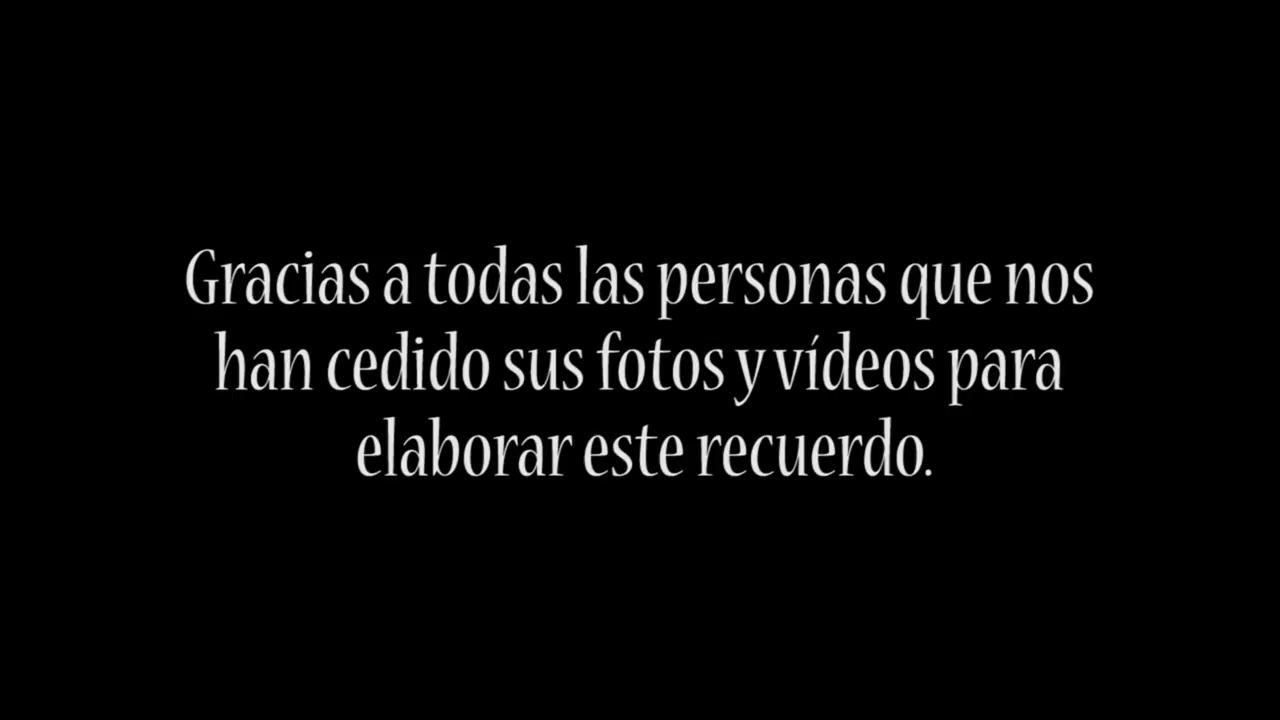 Gracias a todas las personas que nos
han cedido sus fotos y vídeos para
elaborar este recuerdo.